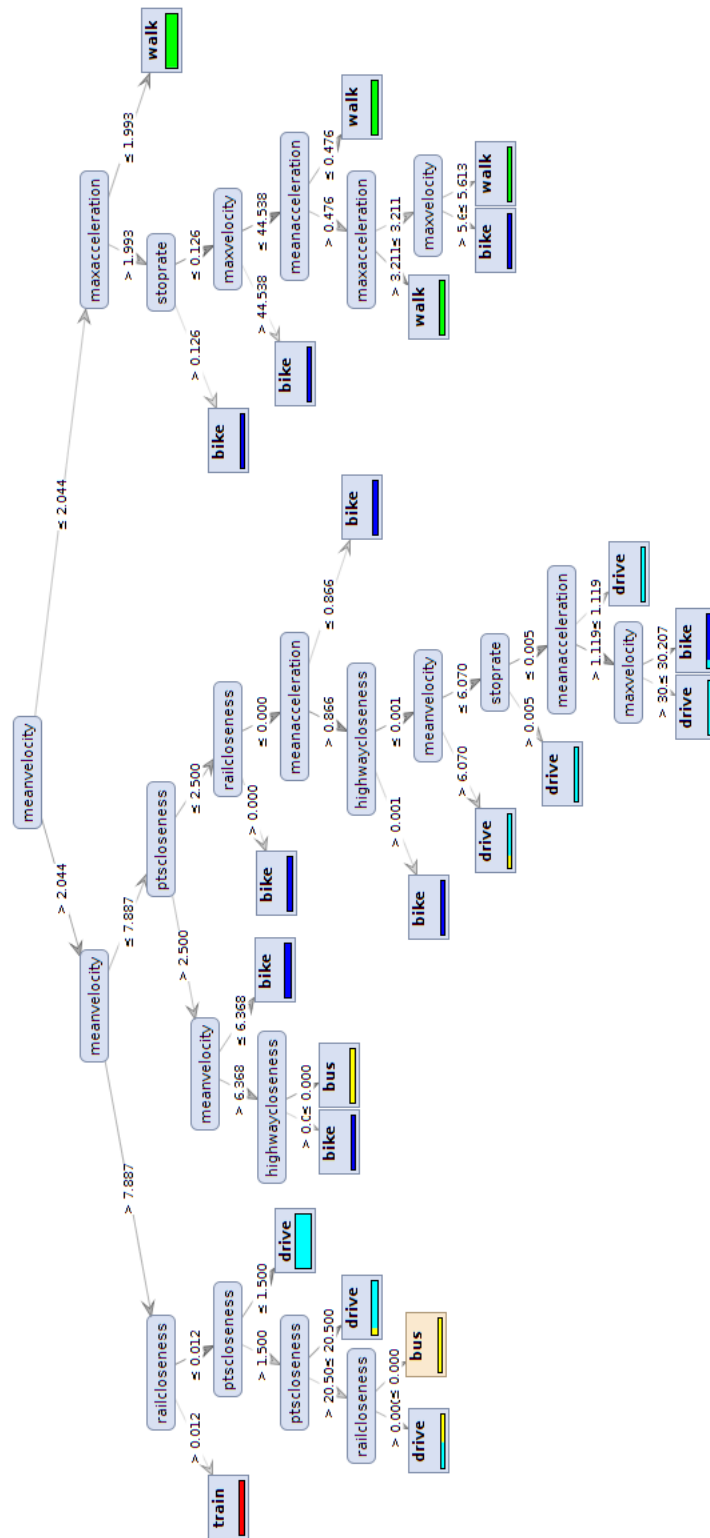 meanvelocity
> 2.044
≤ 2.044
meanvelocity
maxacceleration
> 7.887
≤ 7.887
> 1.993
≤ 1.993
railcloseness
ptscloseness
stoprate
walk
> 0.012
≤ 0.012
> 2.500
≤ 2.500
> 0.126
≤ 0.126
train
ptscloseness
meanvelocity
railcloseness
bike
maxvelocity
> 1.500
≤ 1.500
> 6.368
≤ 6.368
> 0.000
≤ 0.000
> 44.538
≤ 44.538
ptscloseness
drive
highwaycloseness
bike
bike
meanacceleration
bike
meanacceleration
> 20.50
≤ 20.500
> 0.0
≤ 0.000
> 0.866
≤ 0.866
> 0.476
≤ 0.476
railcloseness
drive
bike
bus
highwaycloseness
bike
maxacceleration
walk
> 0.00
≤ 0.000
> 0.001
≤ 0.001
> 3.211
≤ 3.211
drive
bus
bike
meanvelocity
walk
maxvelocity
> 6.070
≤ 6.070
> 5.6
≤ 5.613
drive
stoprate
bike
walk
> 0.005
≤ 0.005
drive
meanacceleration
> 1.119
≤ 1.119
maxvelocity
drive
> 30.
≤ 30.207
drive
bike